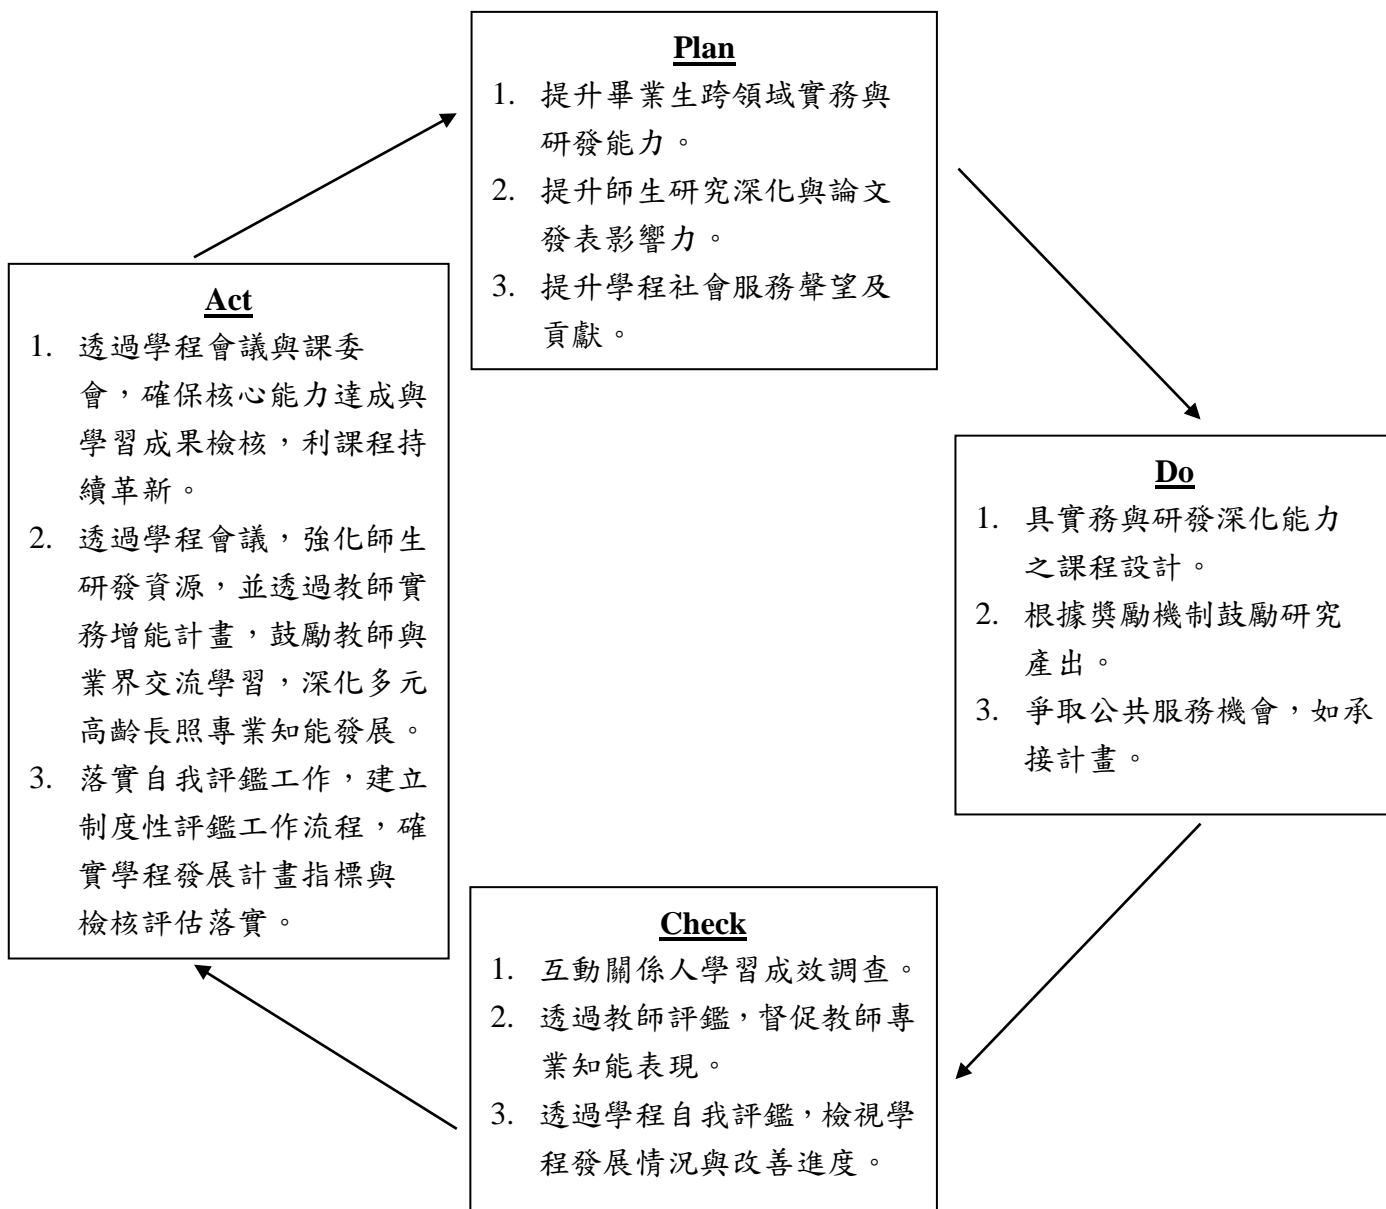 Plan
1. 提升畢業生跨領域實務與
研發能力。
2. 提升師生研究深化與論文
發表影響力。
3. 提升學程社會服務聲望及
貢獻。
Do
1. 具實務與研發深化能力
之課程設計。
2. 根據獎勵機制鼓勵研究
產出。
3. 爭取公共服務機會，如承
接計畫。
Check
1. 互動關係人學習成效調查。
2. 透過教師評鑑，督促教師專
業知能表現。
3. 透過學程自我評鑑，檢視學
程發展情況與改善進度。
Act
1. 透過學程會議與課委
會，確保核心能力達成與
學習成果檢核，利課程持
續革新。
2. 透過學程會議，強化師生
研發資源，並透過教師實
務增能計畫，鼓勵教師與
業界交流學習，深化多元
高齡長照專業知能發展。
3. 落實自我評鑑工作，建立
制度性評鑑工作流程，確
實學程發展計畫指標與
檢核評估落實。